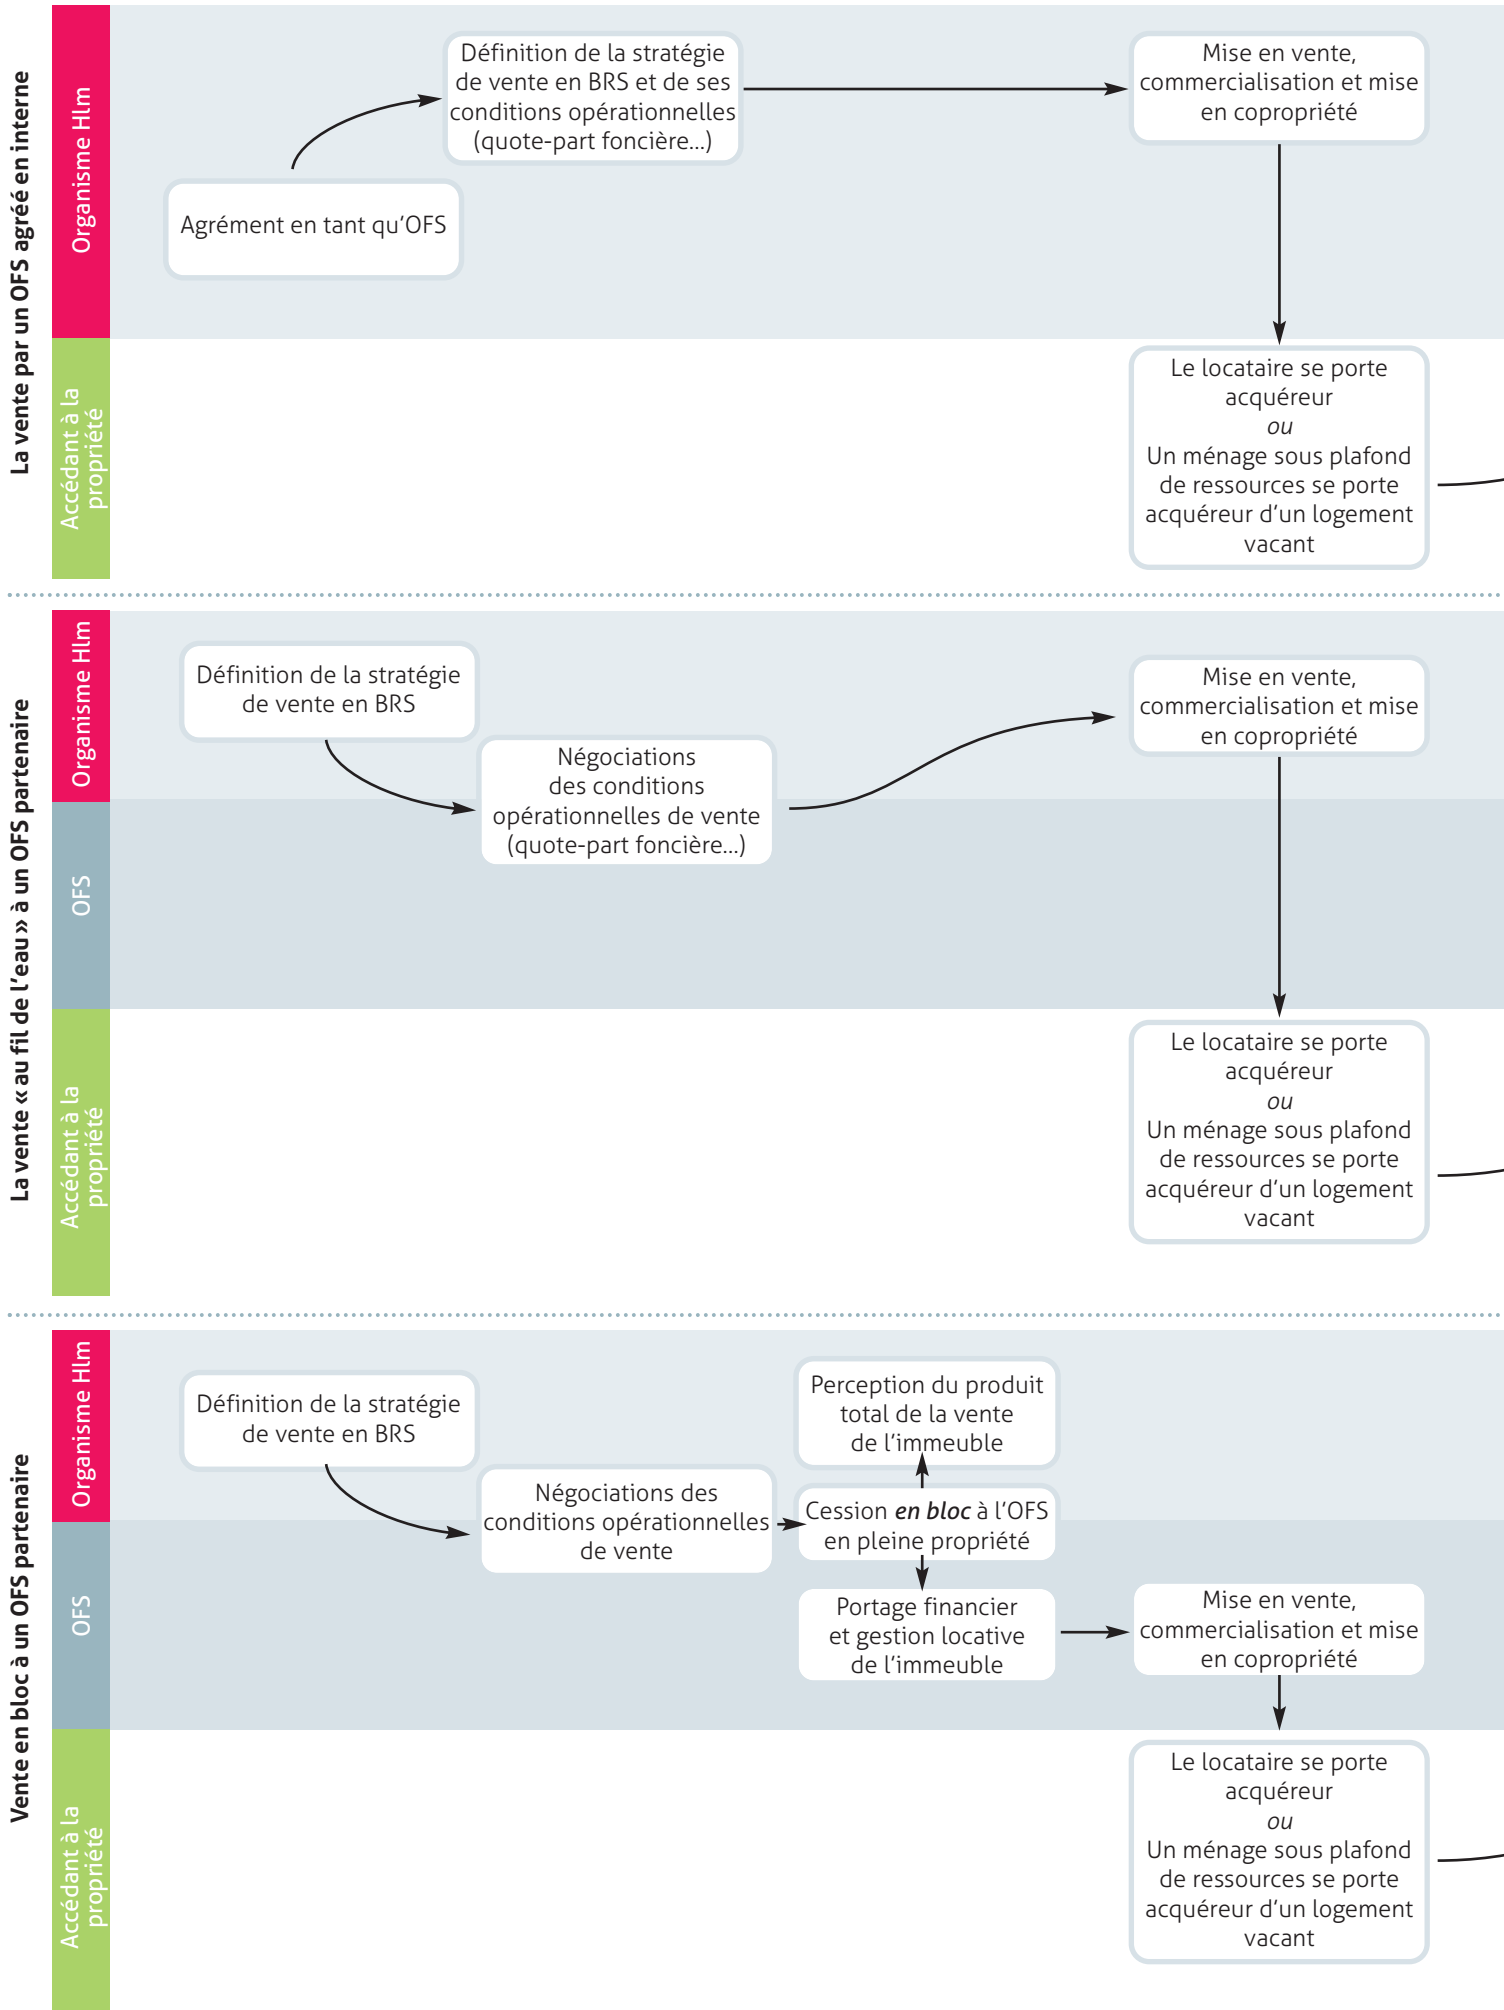 La vente par un OFS agréé en interne
Organisme Hlm
Agrément en tant qu’OFS
Définition de la stratégie
de vente en BRS et de ses
conditions opérationnelles
(quote-part foncière...)
Mise en vente,
commercialisation et mise
en copropriété
Accédant à la
propriété
Le locataire se porte
acquéreur
ou
Un ménage sous plafond
de ressources se porte
acquéreur d’un logement
vacant
La vente « au fil de l’eau » à un OFS partenaire
Organisme Hlm
Définition de la stratégie
de vente en BRS
Négociations
des conditions
opérationnelles de vente
(quote-part foncière...)
Mise en vente,
commercialisation et mise
en copropriété
OFS
Accédant à la
propriété
Le locataire se porte
acquéreur
ou
Un ménage sous plafond
de ressources se porte
acquéreur d’un logement
vacant
Vente en bloc à un OFS partenaire
Organisme Hlm
Définition de la stratégie
de vente en BRS
Négociations des
conditions opérationnelles
de vente
Perception du produit
total de la vente
de l’immeuble
Cession en bloc à l’OFS
en pleine propriété
OFS
Portage financier
et gestion locative
de l’immeuble
Mise en vente,
commercialisation et mise
en copropriété
Accédant à la
propriété
Le locataire se porte
acquéreur
ou
Un ménage sous plafond
de ressources se porte
acquéreur d’un logement
vacant